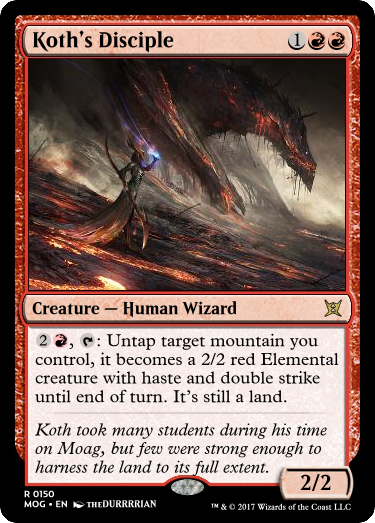 Koth's Disciple 1
Creature — Human Wizard
2, : Untap target mountain you
control, it becomes a 2/2 red Elemental
creature with haste and double strike
until end of turn. It's still a land.
Koth took many students during his time
on Moag, but few were strong enough to
harness the land to its full extent.
2/2
R 0150
MOG • EN theDURRRRIAN
™ & © 2017 Wizards of the Coast LLC